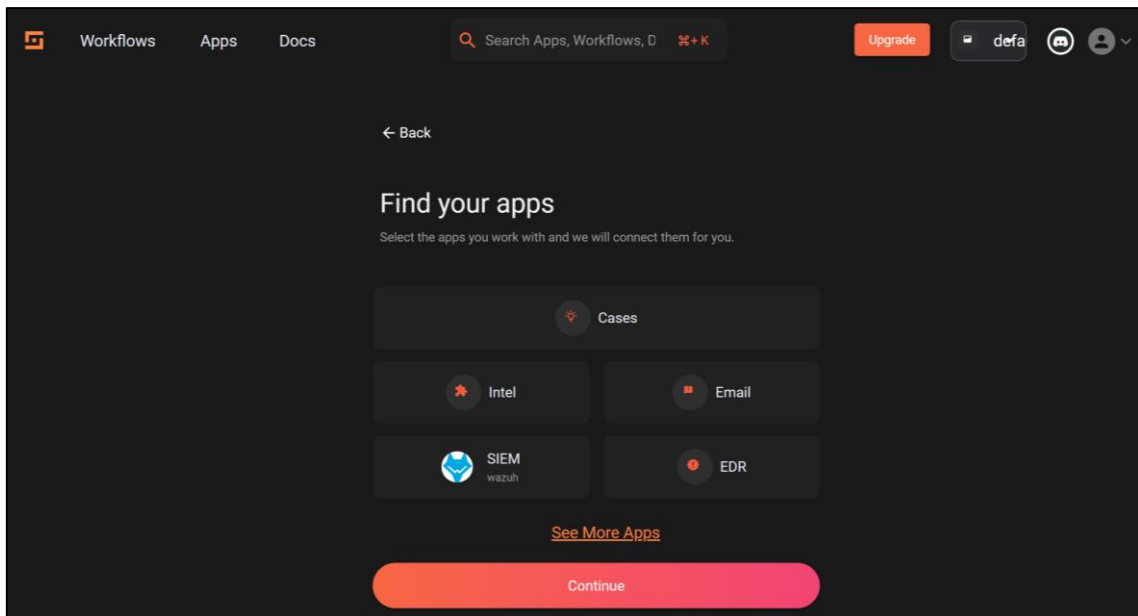 Workflows Apps Docs Search Apps, Workflows, D ⌘+K Upgrade defa
← Back
Find your apps
Select the apps you work with and we will connect them for you.
Cases
Intel Email
SIEM
wazuh
EDR
See More Apps
Continue